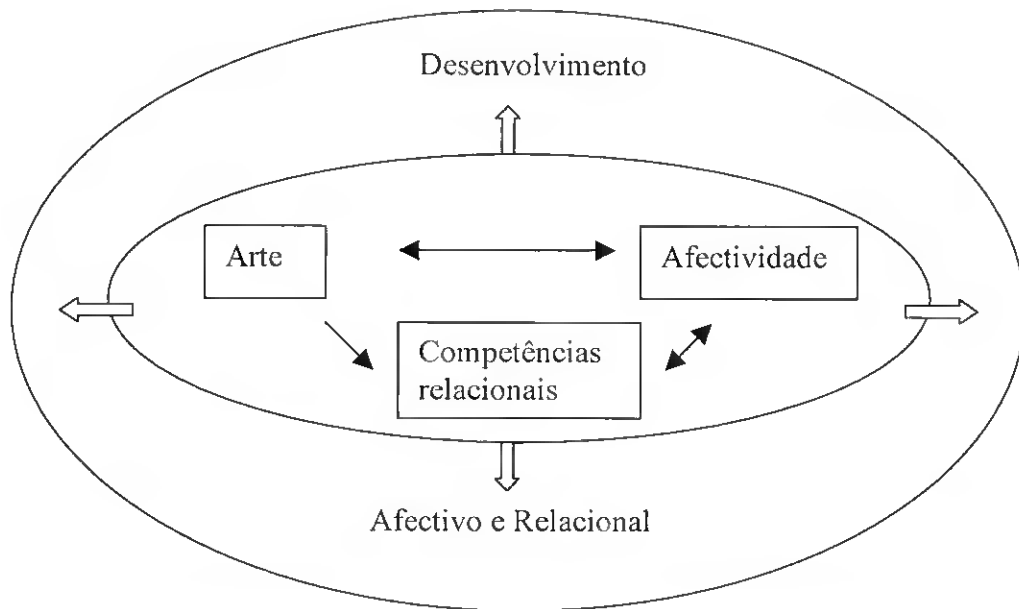 Desenvolvimento
Arte
Afectividade
Competências
relacionais
Afectivo e Relacional